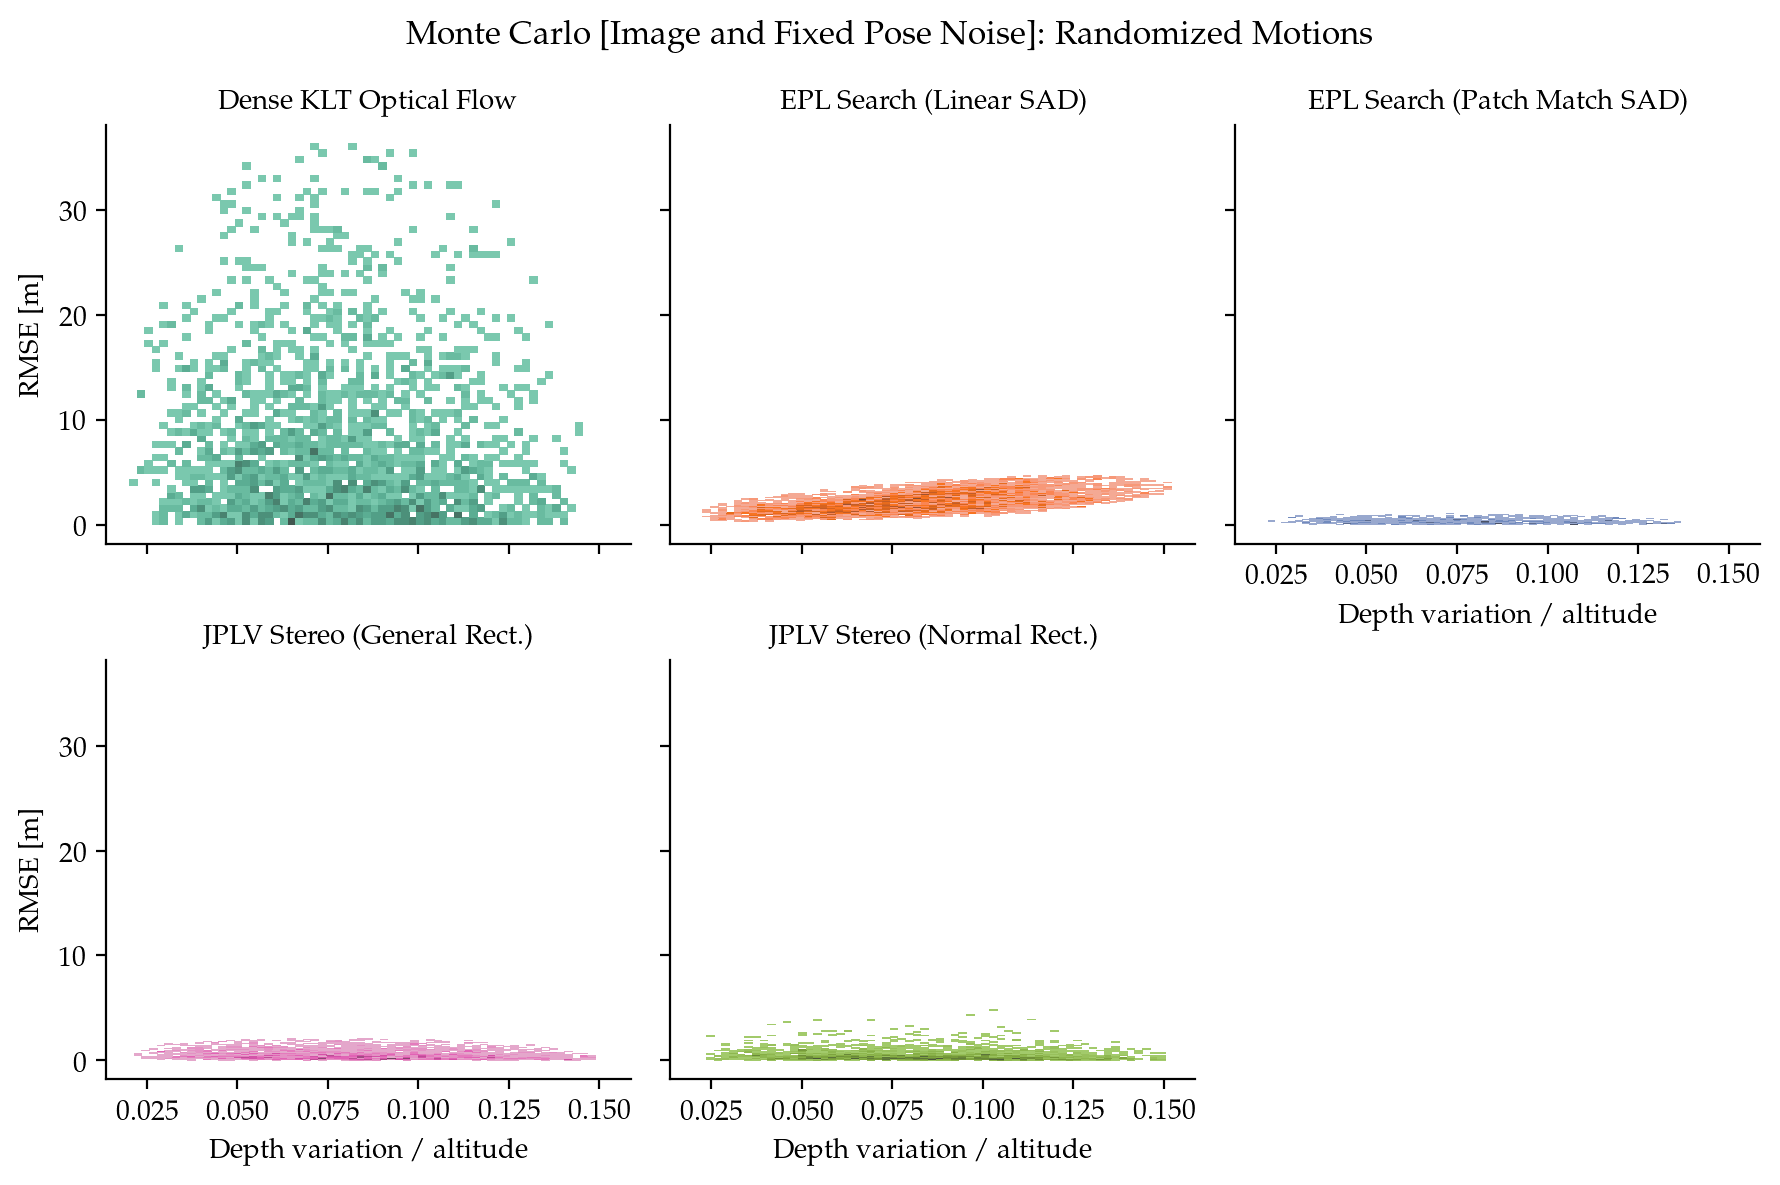 Monte Carlo [Image and Fixed Pose Noise]: Randomized Motions
Dense KLT Optical Flow
EPL Search (Linear SAD)
EPL Search (Patch Match SAD)
RMSE [m]
30
20
10
0
0.025 0.050 0.075 0.100 0.125 0.150
Depth variation / altitude
JPLV Stereo (General Rect.)
JPLV Stereo (Normal Rect.)
RMSE [m]
30
20
10
0
0.025 0.050 0.075 0.100 0.125 0.150
Depth variation / altitude
0.025 0.050 0.075 0.100 0.125 0.150
Depth variation / altitude